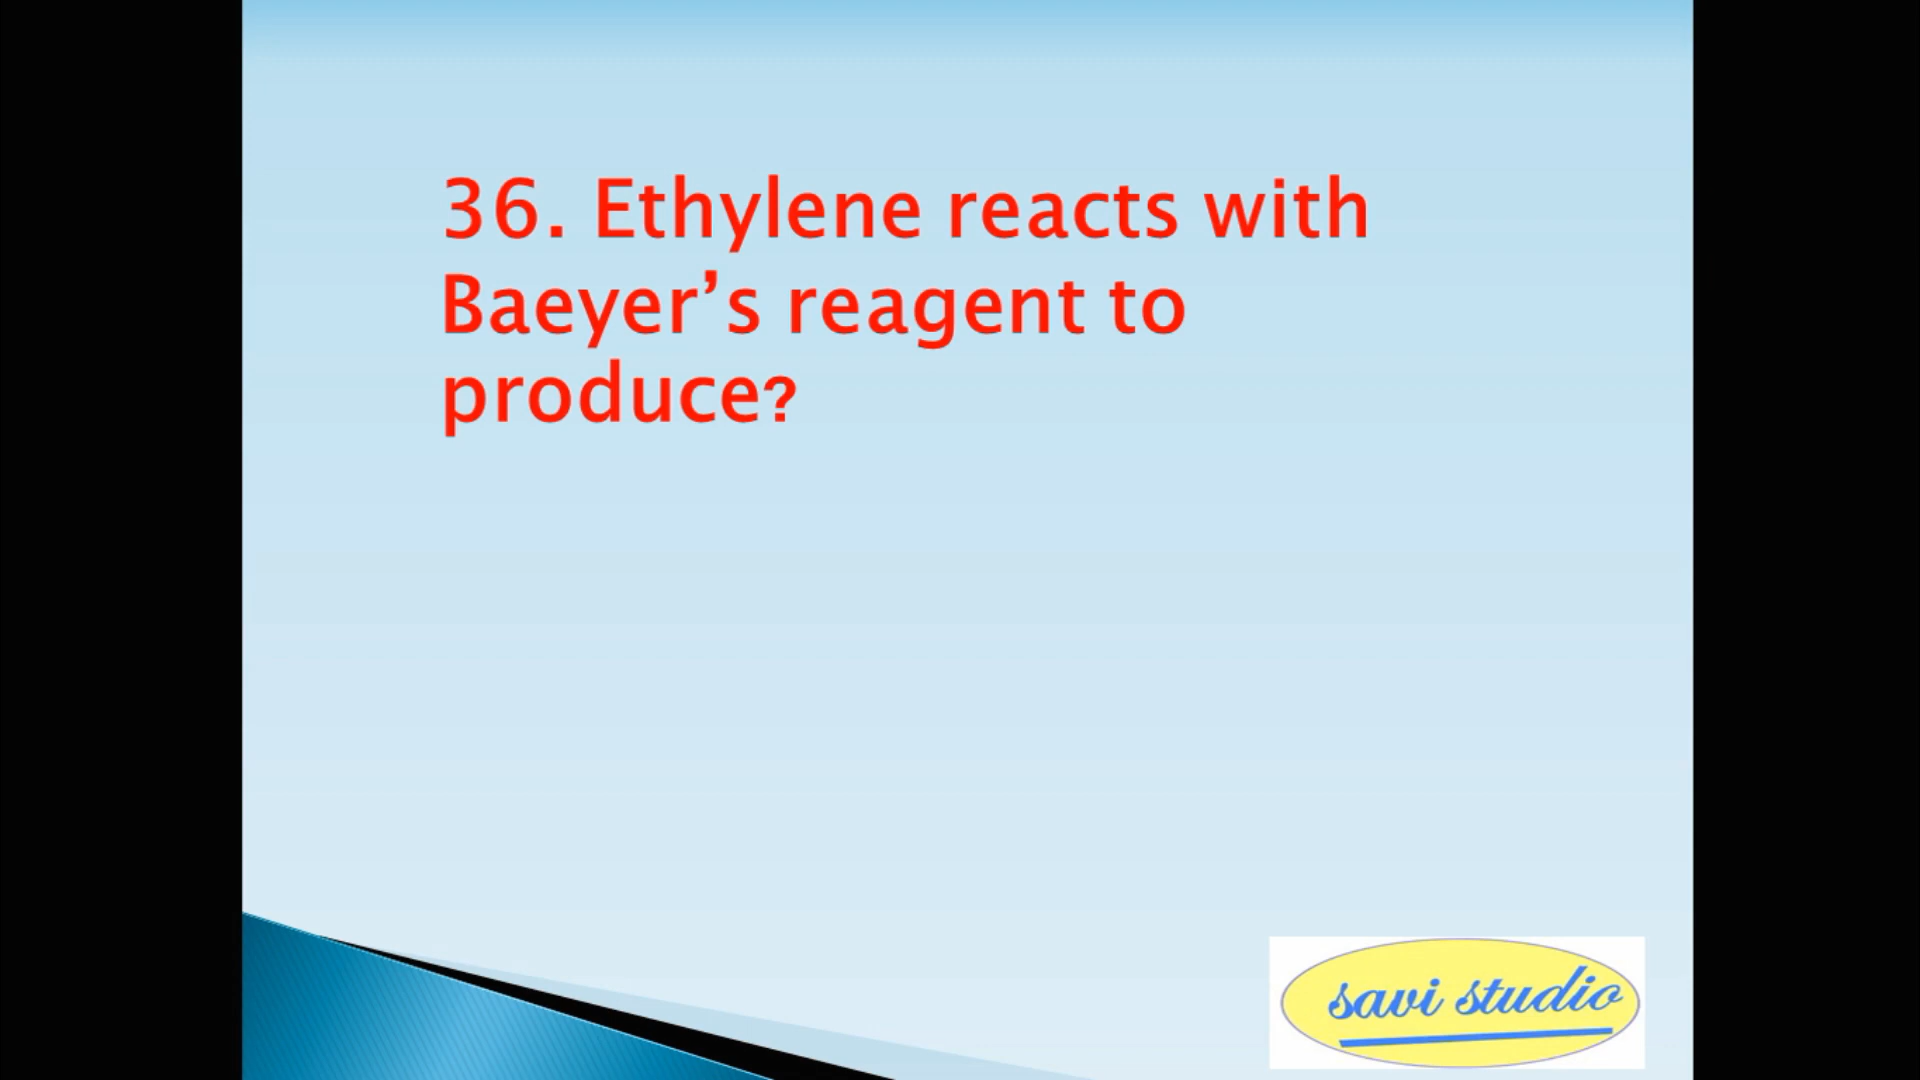 36. Ethylene reacts with
Baeyer’s reagent to
produce?
savi studio